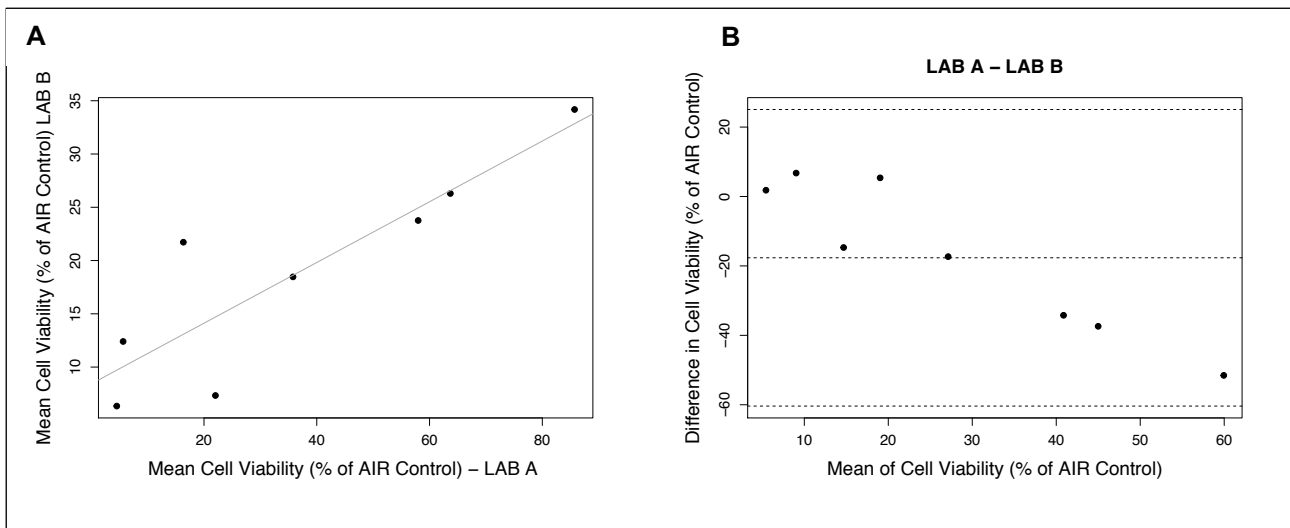 A
Mean Cell Viability (% of AIR Control) LAB B
35
30
25
20
15
10
20 40 60 80
Mean Cell Viability (% of AIR Control) – LAB A
B
LAB A – LAB B
Difference in Cell Viability (% of AIR Control)
20
0
−20
−40
−60
10 20 30 40 50 60
Mean of Cell Viability (% of AIR Control)